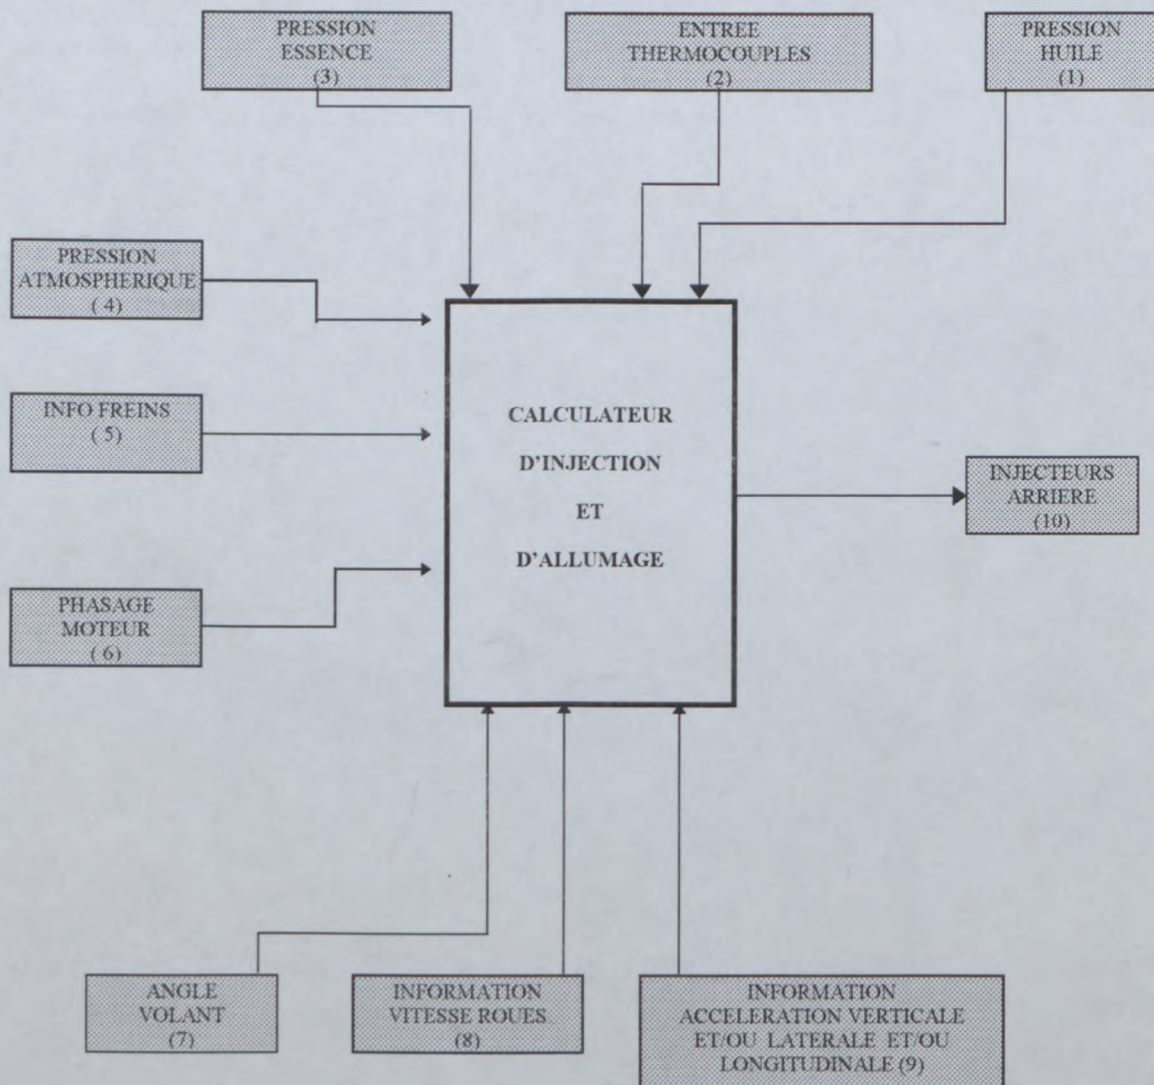 PRESSION
ESSENCE
(3)
ENTREE
THERMOCOUPLES
(2)
PRESSION
HUILE
(1)
PRESSION
ATMOSPHERIQUE
( 4)
INFO FREINS
( 5)
PHASAGE
MOTEUR
( 6)
CALCULATEUR
D'INJECTION
ET
D'ALLUMAGE
INJECTEURS
ARRIERE
(10)
ANGLE
VOLANT
(7)
INFORMATION
VITESSE ROUES
(8)
INFORMATION
ACCELERATION VERTICALE
ET/OU LATERALE ET/OU
LONGITUDINALE (9)